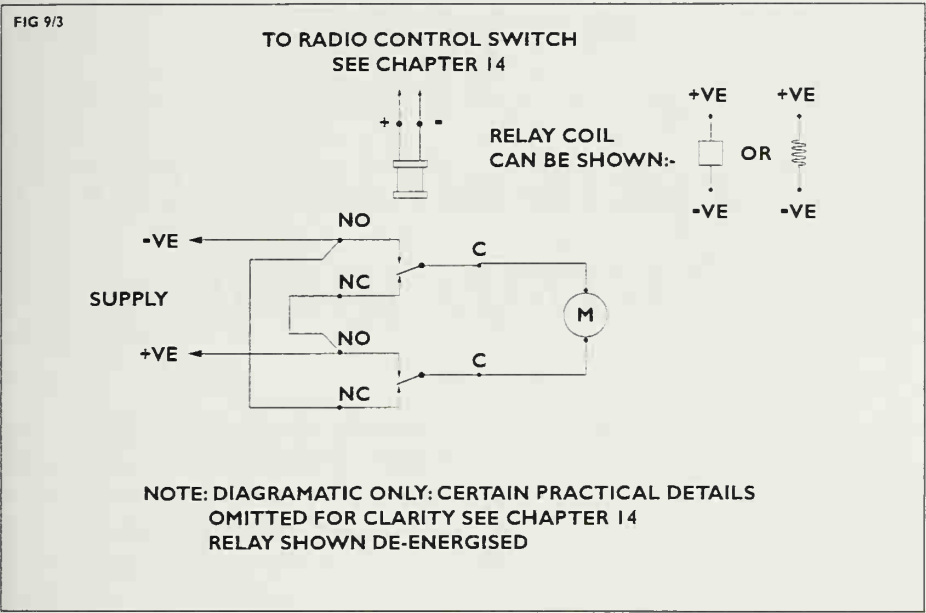 FIG 9/3
TO RADIO CONTROL SWITCH
SEE CHAPTER 14
+ -
RELAY COIL
CAN BE SHOWN:-
+VE
OR
+VE
-VE
-VE
NO
-VE
C
NC
SUPPLY
M
NO
+VE
C
NC
NOTE: DIAGRAMATIC ONLY: CERTAIN PRACTICAL DETAILS
OMITTED FOR CLARITY SEE CHAPTER 14
RELAY SHOWN DE-ENERGISED